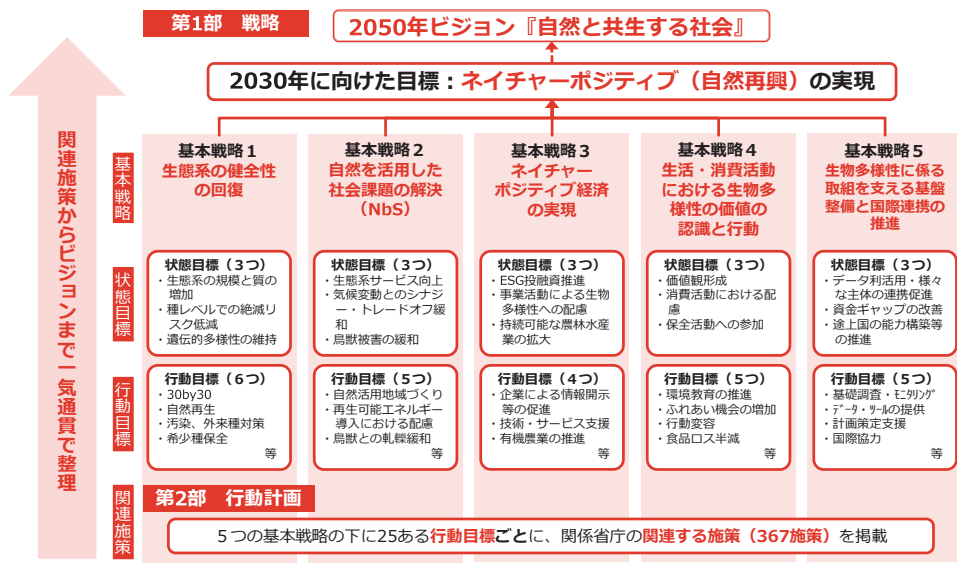 第1部　戦略
2050年ビジョン『自然と共生する社会』
2030年に向けた目標：ネイチャーポジティブ（自然再興）の実現
関連施策からビジョンまで一気通貫で整理
基本戦略
基本戦略１
生態系の健全性
の回復
基本戦略２
自然を活用した
社会課題の解決
（NbS）
基本戦略３
ネイチャー
ポジティブ経済
の実現
基本戦略４
生活・消費活動
における生物多
様性の価値の
認識と行動
基本戦略５
生物多様性に係る
取組を支える基盤
整備と国際連携の
推進
状態目標
状態目標（３つ）
・生態系の規模と質の
増加
・種レベルでの絶滅リ
スク低減
・遺伝的多様性の維持
状態目標（３つ）
・生態系サービス向上
・気候変動とのシナジ
ー・トレードオフ緩
和
・鳥獣被害の緩和
状態目標（３つ）
・ESG投融資推進
・事業活動による生物
多様性への配慮
・持続可能な農林水産
業の拡大
状態目標（３つ）
・価値観形成
・消費活動における配
慮
・保全活動への参加
状態目標（３つ）
・データ利活用・様々
な主体の連携促進
・資金ギャップの改善
・途上国の能力構築等
の推進
行動目標
行動目標（６つ）
・30by30
・自然再生
・汚染、外来種対策
・希少種保全
等
行動目標（５つ）
・自然活用地域づくり
・再生可能エネルギー
導入における配慮
・鳥獣との軋轢緩和
等
行動目標（４つ）
・企業による情報開示
等の促進
・技術・サービス支援
・有機農業の推進
等
行動目標（５つ）
・環境教育の推進
・ふれあい機会の増加
・行動変容
・食品ロス半減
等
行動目標（５つ）
・基礎調査・ﾓﾆﾀﾘﾝｸﾞ
・ﾃﾞｰﾀ・ﾂｰﾙの提供
・計画策定支援
・国際協力
等
関連施策
第2部　行動計画
５つの基本戦略の下に25ある行動目標ごとに、関係省庁の関連する施策（367施策）を掲載